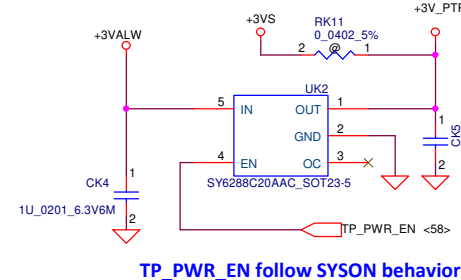 +3VS
+3V_PTP
RK11
0_0402_5%
2 @ 1
+3VALW
UK2
5 IN OUT 1
GND 2
4 EN OC 3
SY6288C20AAC_SOT23-5
1
CK4
1U_0201_6.3V6M
2
1
CK5
2
TP_PWR_EN <58>
TP_PWR_EN follow SYSON behavior